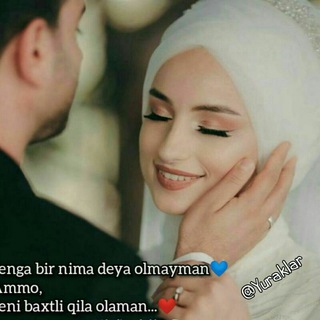 enga bir nima deya olmayman💙
Ammo,
eni baxtli qila olaman...❤️
@Yuraklar